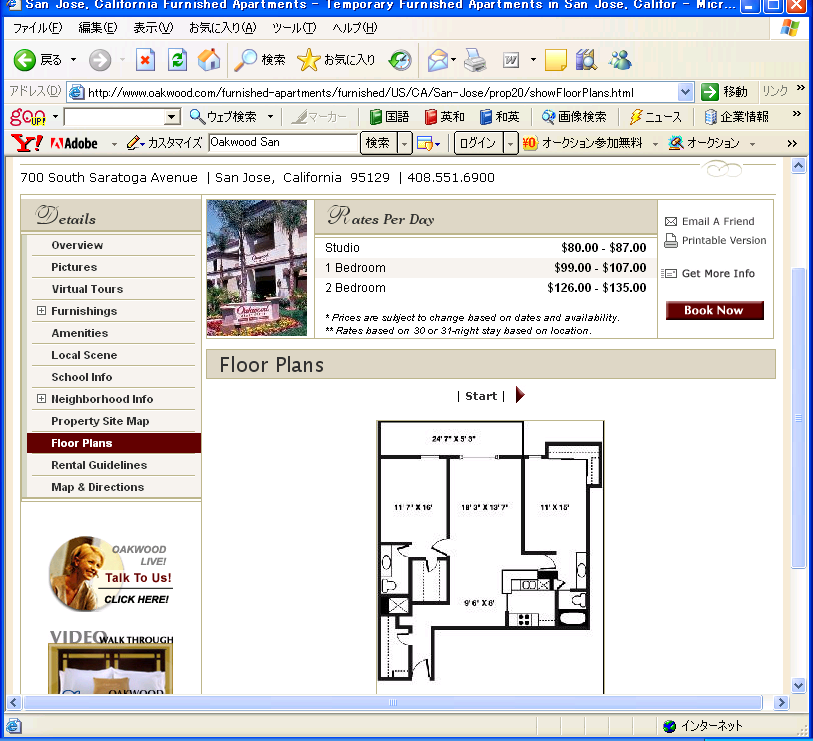 San Jose, California Furnished Apartments - Temporary Furnished Apartments in San Jose, Califor - Micr...
ファイル(F) 編集(E) 表示(V) お気に入り(A) ツール(T) ヘルプ(H)
戻る 検索 お気に入り
アドレス(D) http://www.oakwood.com/furnished-apartments/furnished/US/CA/San-Jose/prop20/showFloorPlans.html 移動 リンク »
goo UP! ウェブ検索 マーカー 国語 英和 和英 画像検索 ニュース 企業情報 »
Y! Adobe カスタマイズ Oakwood San 検索 ログイン ¥0 オークション参加無料 オークション »
700 South Saratoga Avenue | San Jose, California 95129 | 408.551.6900
Details
Overview
Pictures
Virtual Tours
Furnishings
Amenities
Local Scene
School Info
Neighborhood Info
Property Site Map
Floor Plans
Rental Guidelines
Map & Directions
OAKWOOD
LIVE!
Talk To Us!
CLICK HERE!
VIDEO WALK THROUGH
OAKWOOD
Oakwood
Rates Per Day
Studio $80.00 - $87.00
1 Bedroom $99.00 - $107.00
2 Bedroom $126.00 - $135.00
* Prices are subject to change based on dates and availability.
** Rates based on 30 or 31-night stay based on location.
Email A Friend
Printable Version
Get More Info
Book Now
Floor Plans
| Start |
24' 7" X 5' 3"
11' 7" X 16' 18' 3" X 13' 7" 11' X 15'
9' 6" X 8'
インターネット